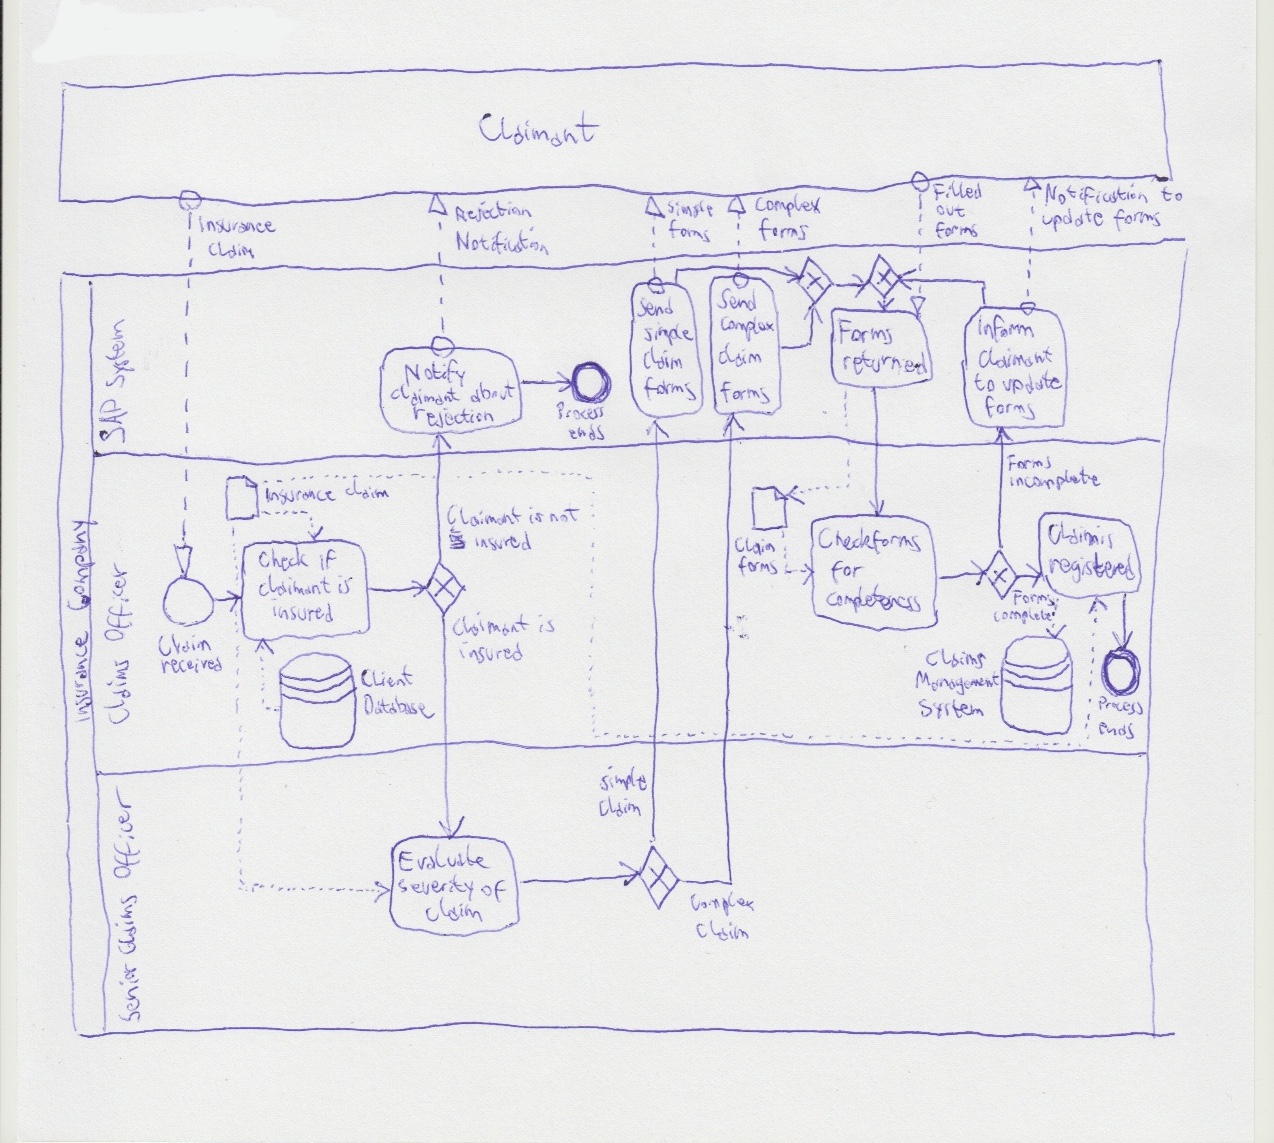 Claimant
Insurance
Claim
Rejection
Notification
Simple
forms
Complex
forms
Filled
out
forms
Notification to
update forms
Insurance Company
SAP System
Notify
claimant about
rejection
Process
ends
Send
simple
claim
forms
Send
complex
claim
forms
Forms
returned
Inform
claimant
to update
forms
Claims Officer
Insurance claim
Claim
received
Check if
claimant is
insured
Client
Database
Claimant is not
insured
Claimant is
insured
Claim
forms
Check forms
for
completeness
Forms
incomplete
Forms
complete
Claim is
registered
Claims
Management
System
Process
ends
Senior Claims Officer
Evaluate
severity of
claim
simple
claim
Complex
claim